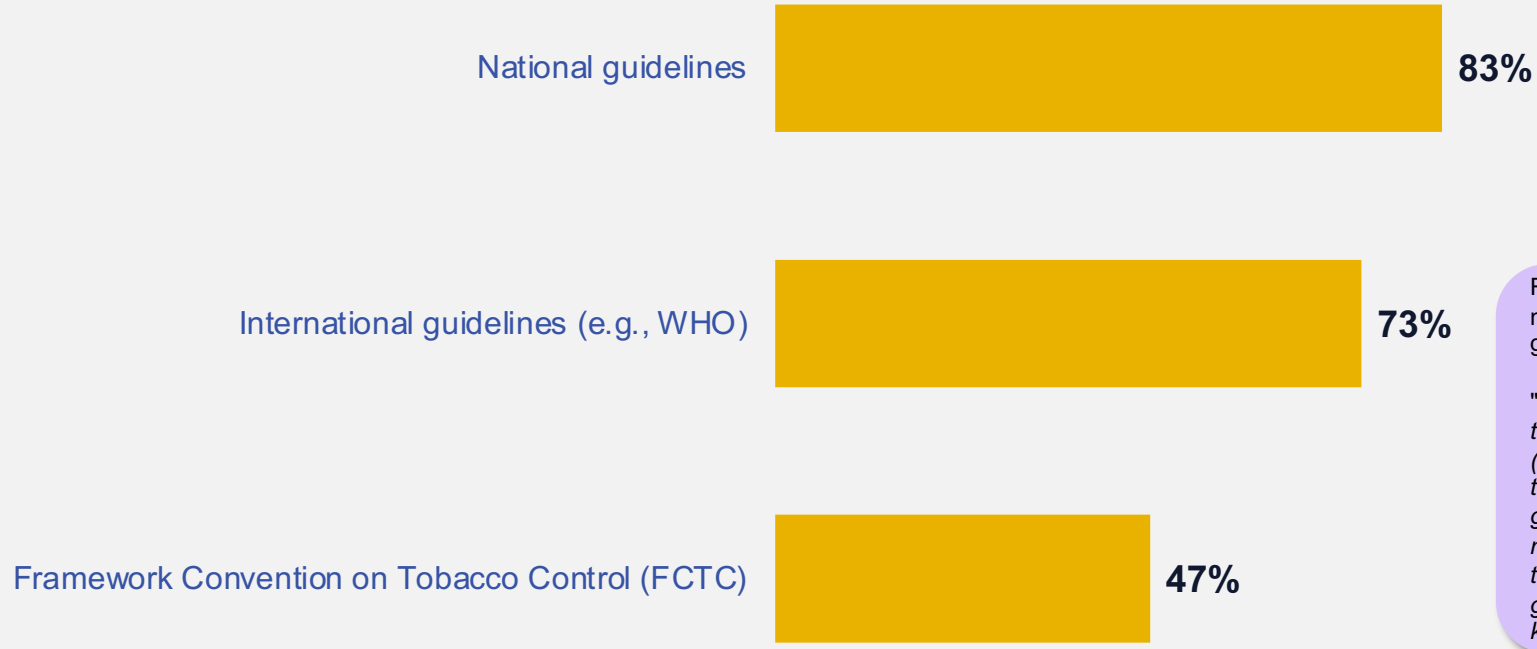 National guidelines
83%
International guidelines (e.g., WHO)
73%
Framework Convention on Tobacco Control (FCTC)
47%